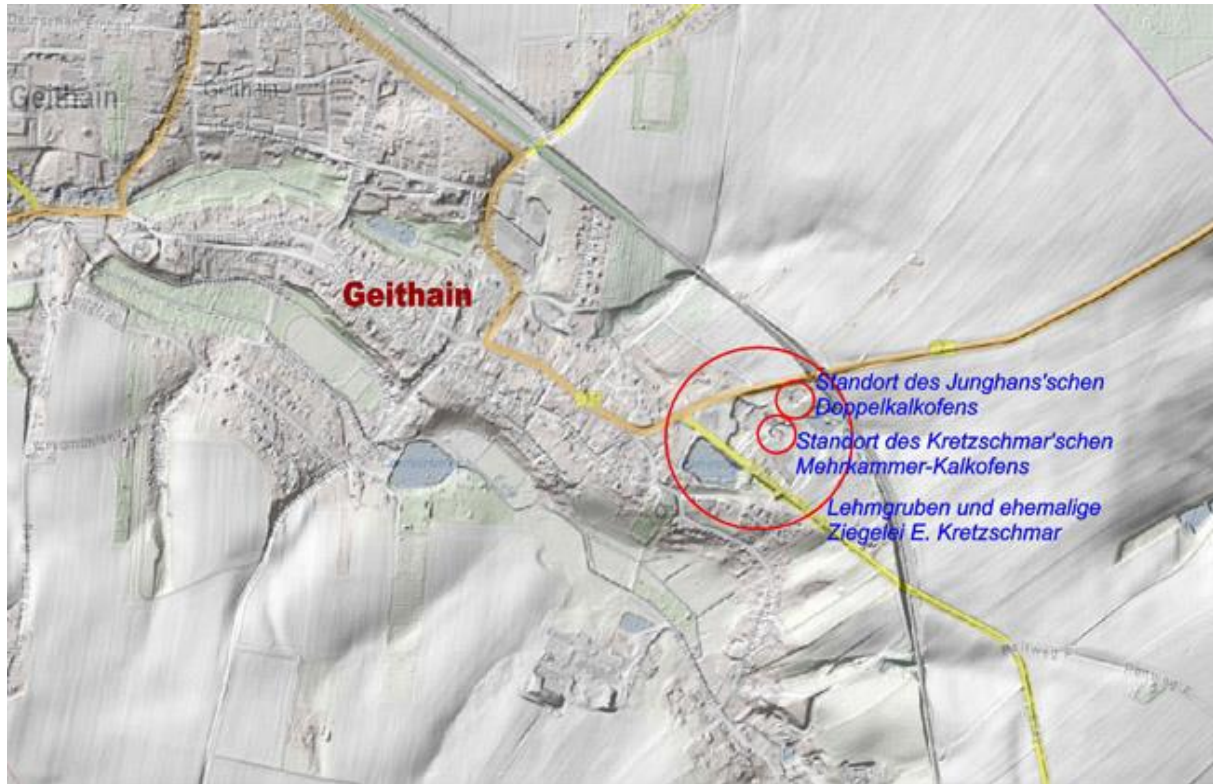 Geithain
Geithain
Geithain
Standort des Junghans'schen
Doppelkalkofens
Standort des Kretzschmar'schen
Mehrkammer-Kalkofens
Lehmgruben und ehemalige
Ziegelei E. Kretzschmar